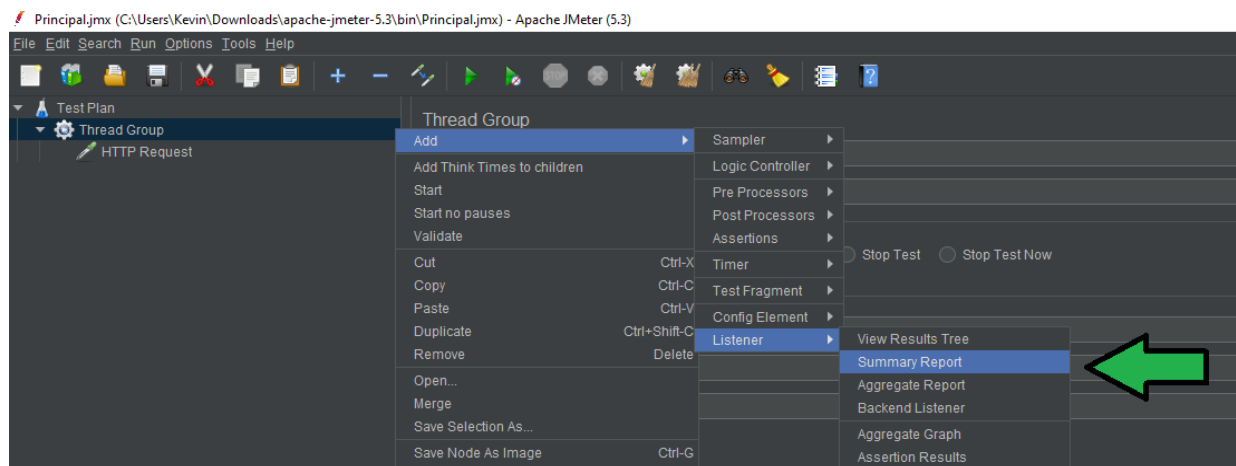 Principal.jmx (C:\Users\Kevin\Downloads\apache-jmeter-5.3\bin\Principal.jmx) - Apache JMeter (5.3)
File Edit Search Run Options Tools Help
STOP
Test Plan
Thread Group
HTTP Request
Thread Group
Add
Add Think Times to children
Start
Start no pauses
Validate
Cut Ctrl-X
Copy Ctrl-C
Paste Ctrl-V
Duplicate Ctrl+Shift-C
Remove Delete
Open...
Merge
Save Selection As...
Save Node As Image Ctrl-G
Sampler
Logic Controller
Pre Processors
Post Processors
Assertions
Timer
Test Fragment
Config Element
Listener
Stop Test Stop Test Now
View Results Tree
Summary Report
Aggregate Report
Backend Listener
Aggregate Graph
Assertion Results